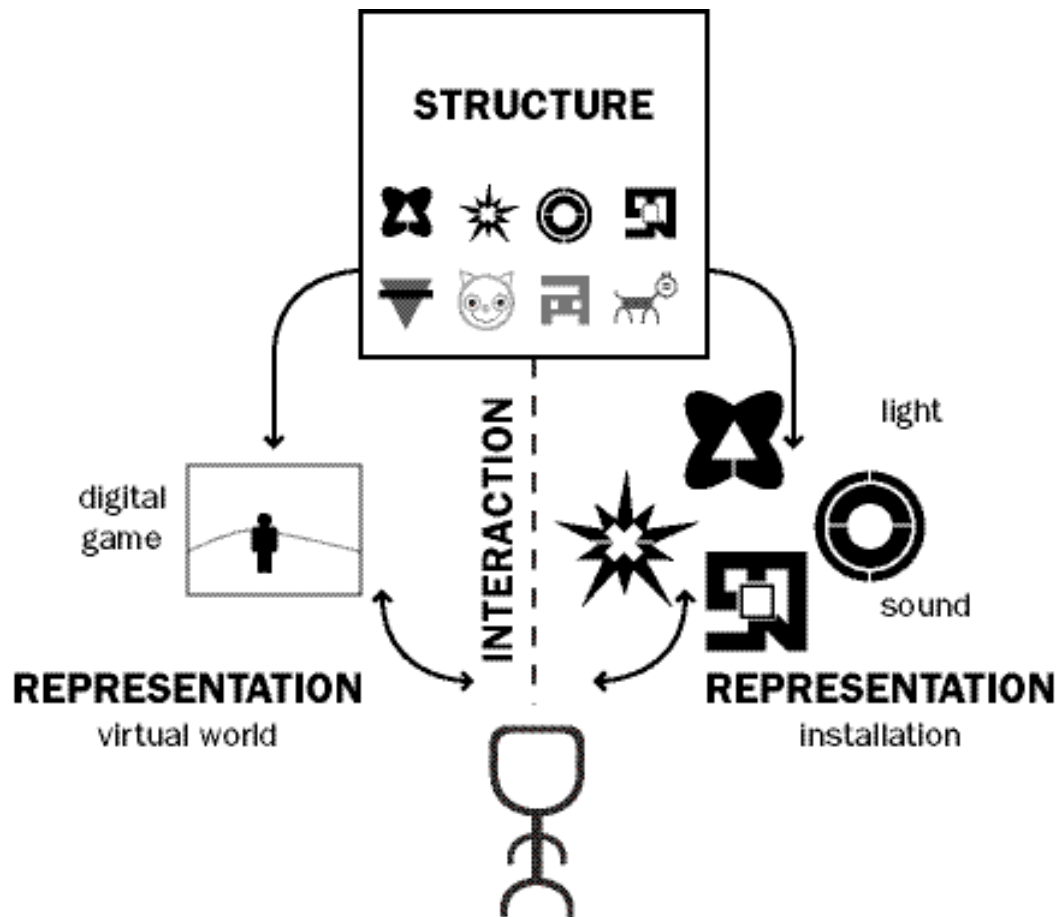 STRUCTURE
light
digital
game
INTERACTION
sound
REPRESENTATION
virtual world
REPRESENTATION
installation